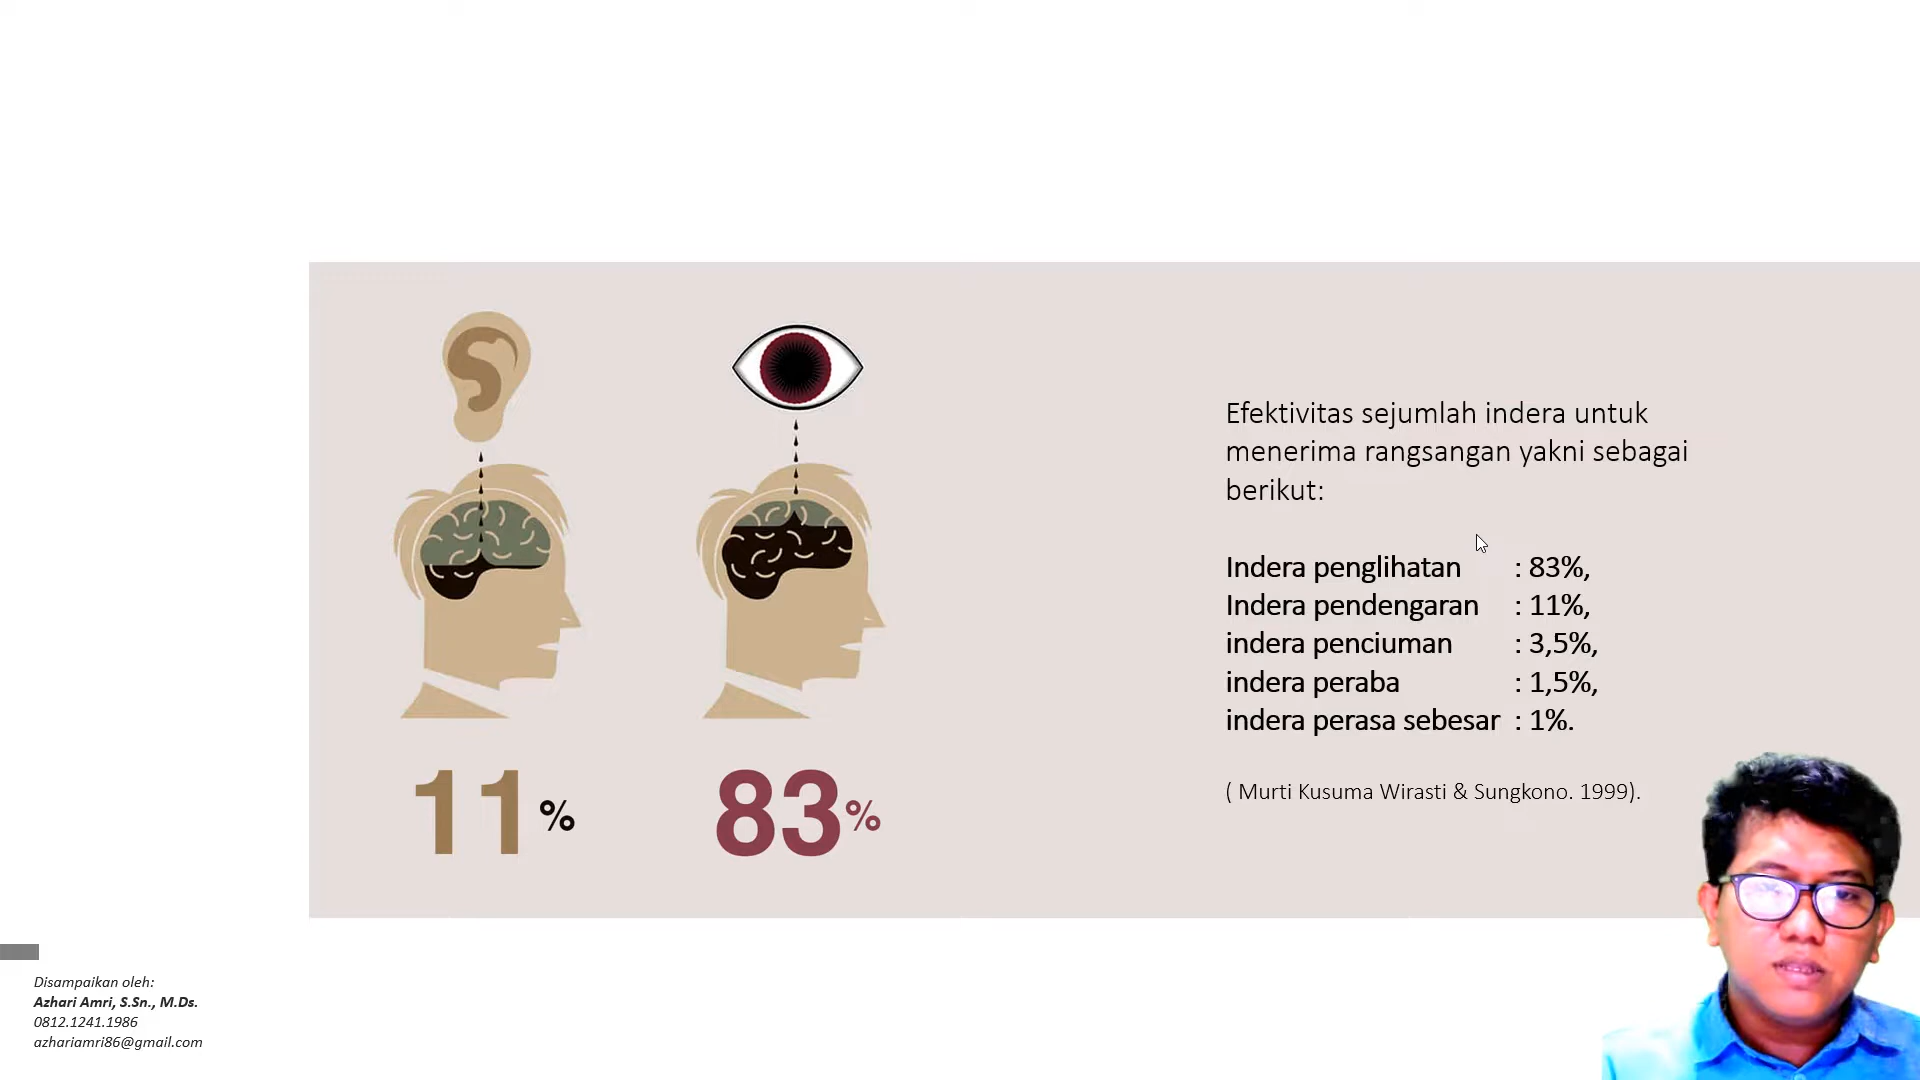 11%
83%
Efektivitas sejumlah indera untuk
menerima rangsangan yakni sebagai
berikut:
Indera penglihatan : 83%,
Indera pendengaran : 11%,
indera penciuman : 3,5%,
indera peraba : 1,5%,
indera perasa sebesar : 1%.
( Murti Kusuma Wirasti & Sungkono. 1999).
Disampaikan oleh:
Azhari Amri, S.Sn., M.Ds.
0812.1241.1986
azhariamri86@gmail.com